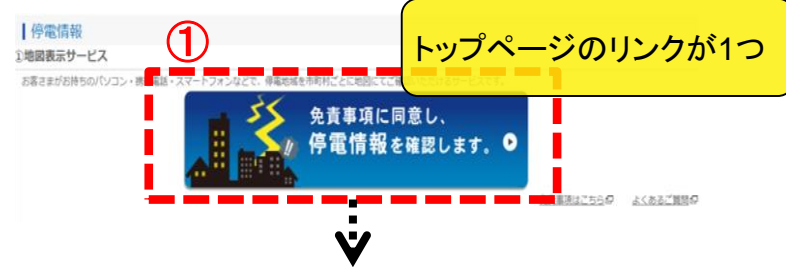 停電情報
①
トップページのリンクが1つ
①地図表示サービス
お客さまがお持ちのパソコン・携帯電話・スマートフォンなどで、停電地域を市町村ごとに地図にてご
免責事項に同意し、
停電情報を確認します。
こちら よくあるご質問